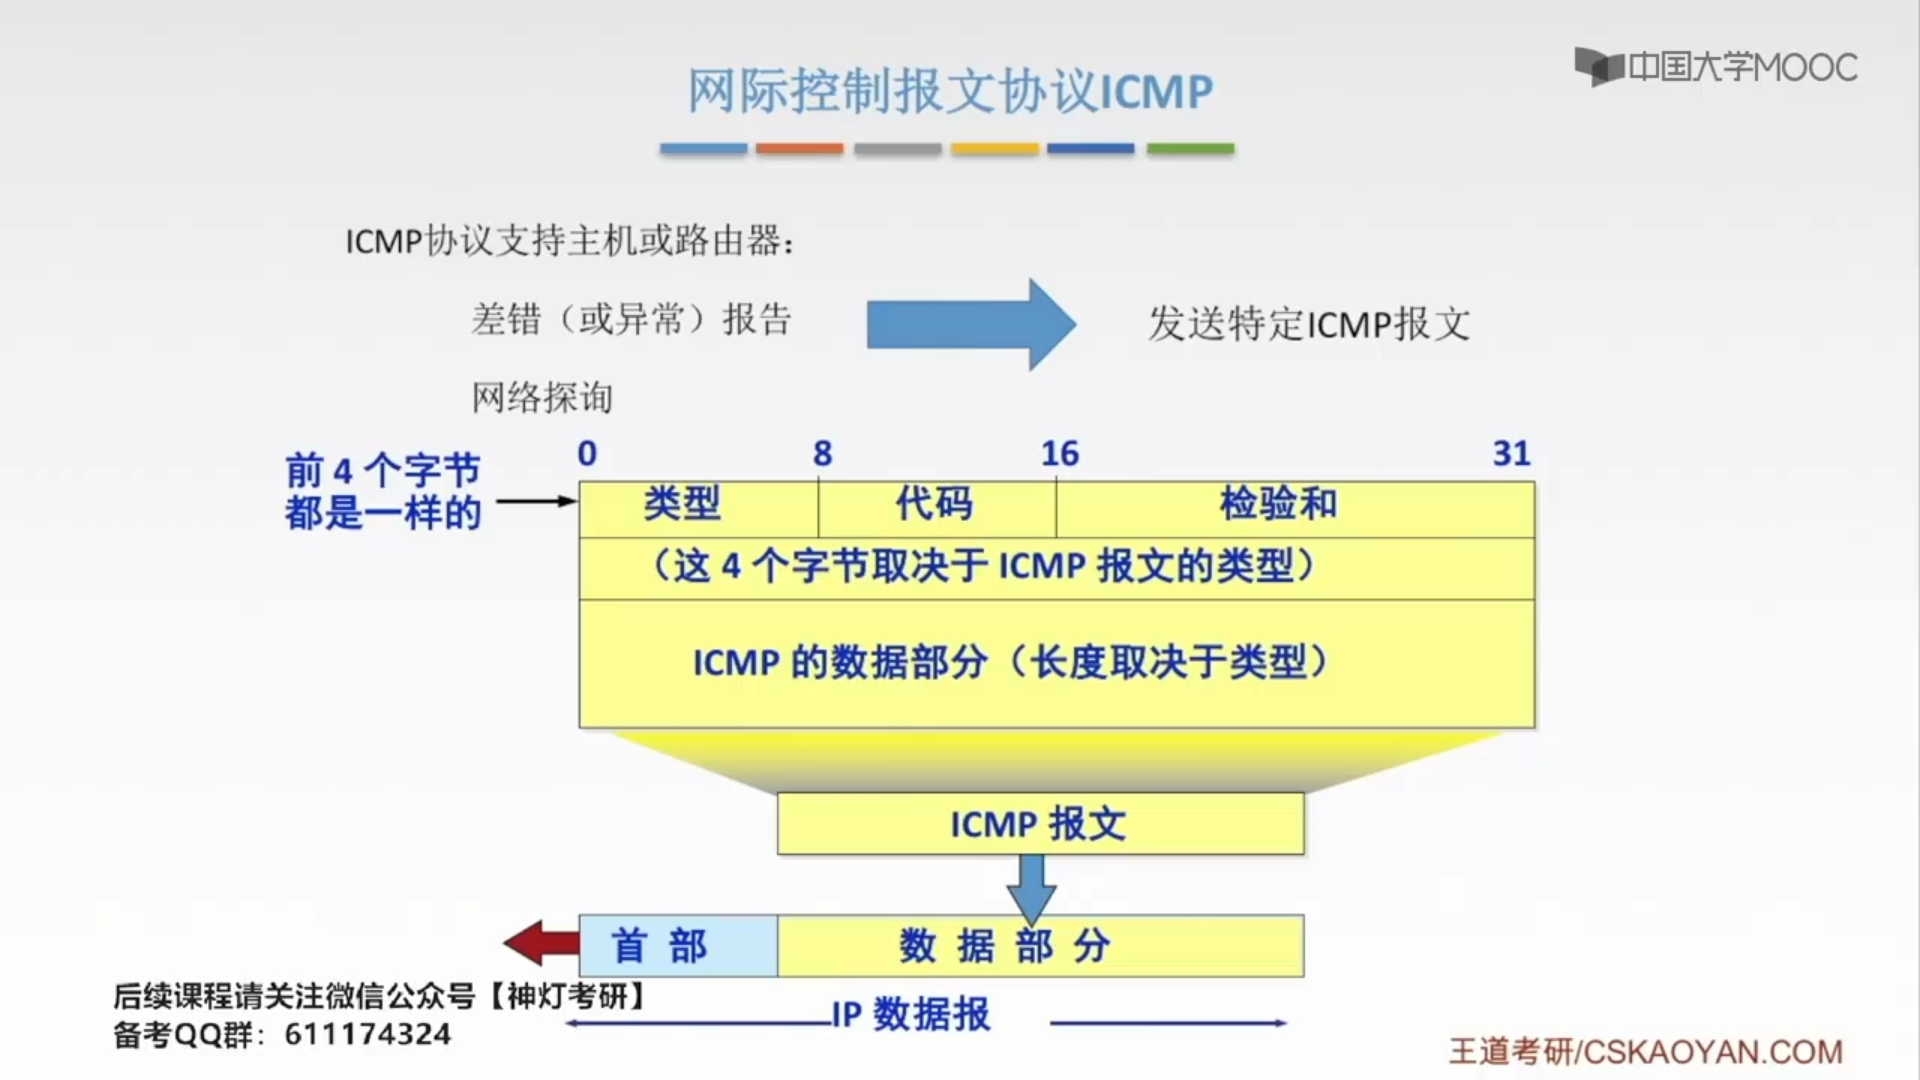 中国大学MOOC
网际控制报文协议ICMP
ICMP协议支持主机或路由器：
差错（或异常）报告
发送特定ICMP报文
网络探询
0 8 16 31
前 4 个字节
都是一样的
类型 代码 检验和
（这 4 个字节取决于 ICMP 报文的类型）
ICMP 的数据部分（长度取决于类型）
ICMP 报文
首 部 数 据 部 分
后续课程请关注微信公众号【神灯考研】
IP 数据报
备考QQ群：611174324
王道考研/CSKAOYAN.COM